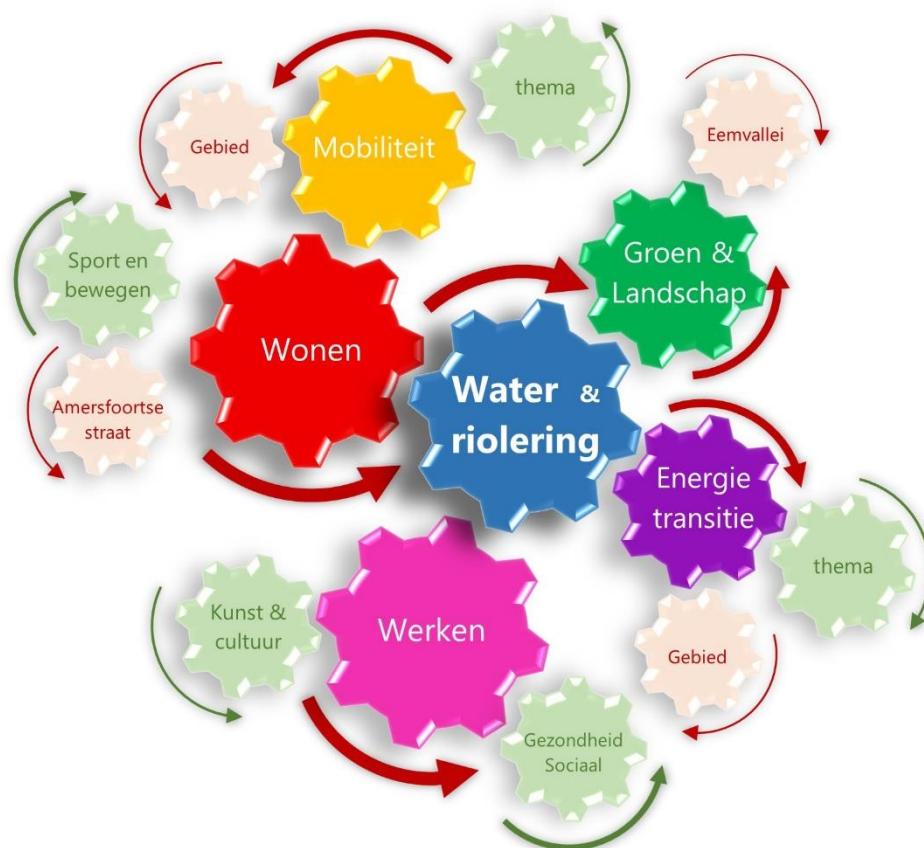 thema
Gebied
Mobiliteit
Eemvallei
Sport en
bewegen
Groen &
Landschap
Wonen
Amersfoortse
straat
Water &
riolering
Energie
transitie
thema
Kunst &
cultuur
Werken
Gebied
Gezondheid
Sociaal